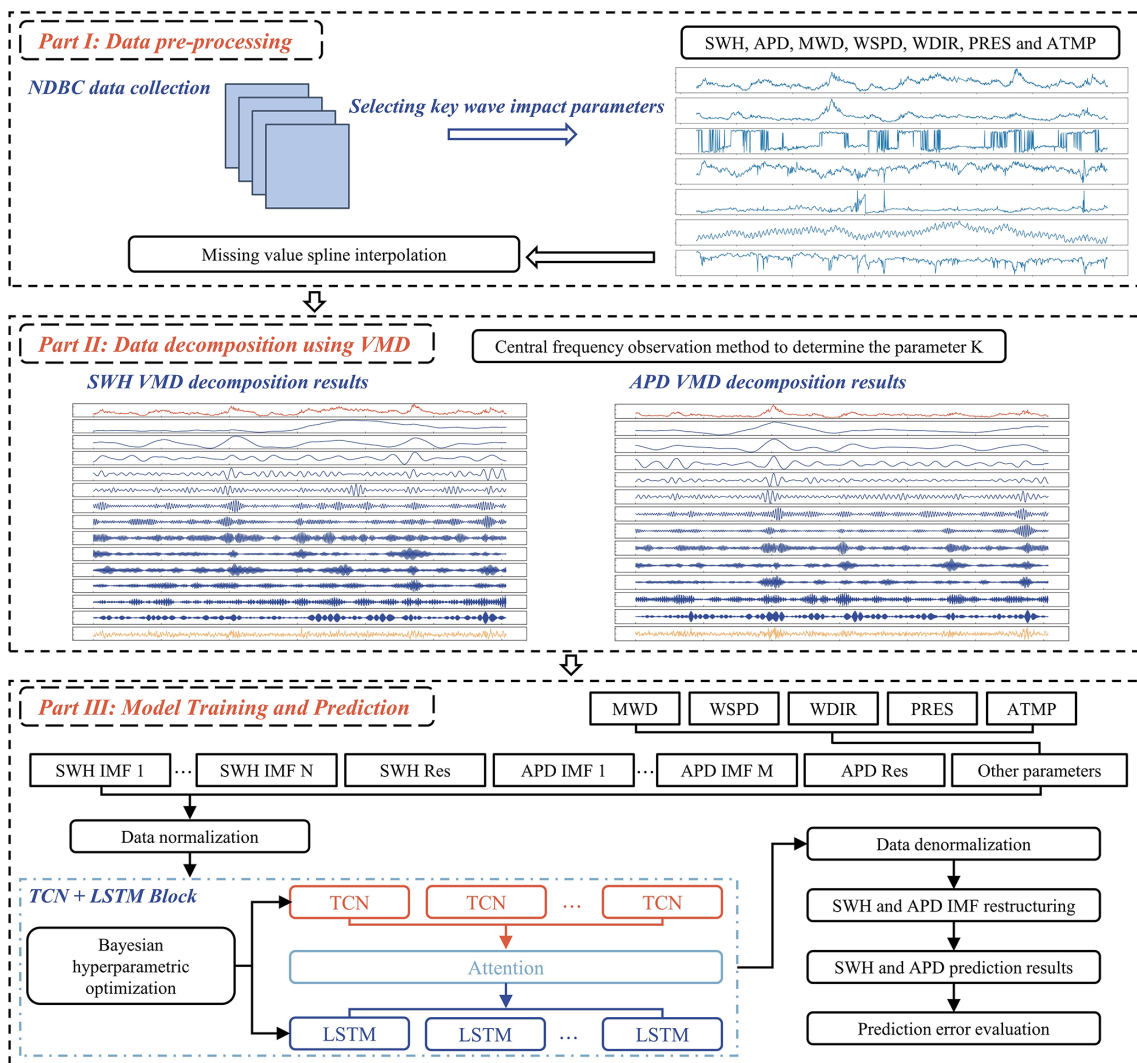 Part I: Data pre-processing
SWH, APD, MWD, WSPD, WDIR, PRES and ATMP
NDBC data collection
Selecting key wave impact parameters
Missing value spline interpolation
Part II: Data decomposition using VMD
Central frequency observation method to determine the parameter K
SWH VMD decomposition results
APD VMD decomposition results
Part III: Model Training and Prediction
MWD
WSPD
WDIR
PRES
ATMP
SWH IMF 1
...
SWH IMF N
SWH Res
APD IMF 1
...
APD IMF M
APD Res
Other parameters
Data normalization
TCN + LSTM Block
Bayesian
hyperparametric
optimization
TCN
TCN
...
TCN
Attention
LSTM
LSTM
...
LSTM
Data denormalization
SWH and APD IMF restructuring
SWH and APD prediction results
Prediction error evaluation